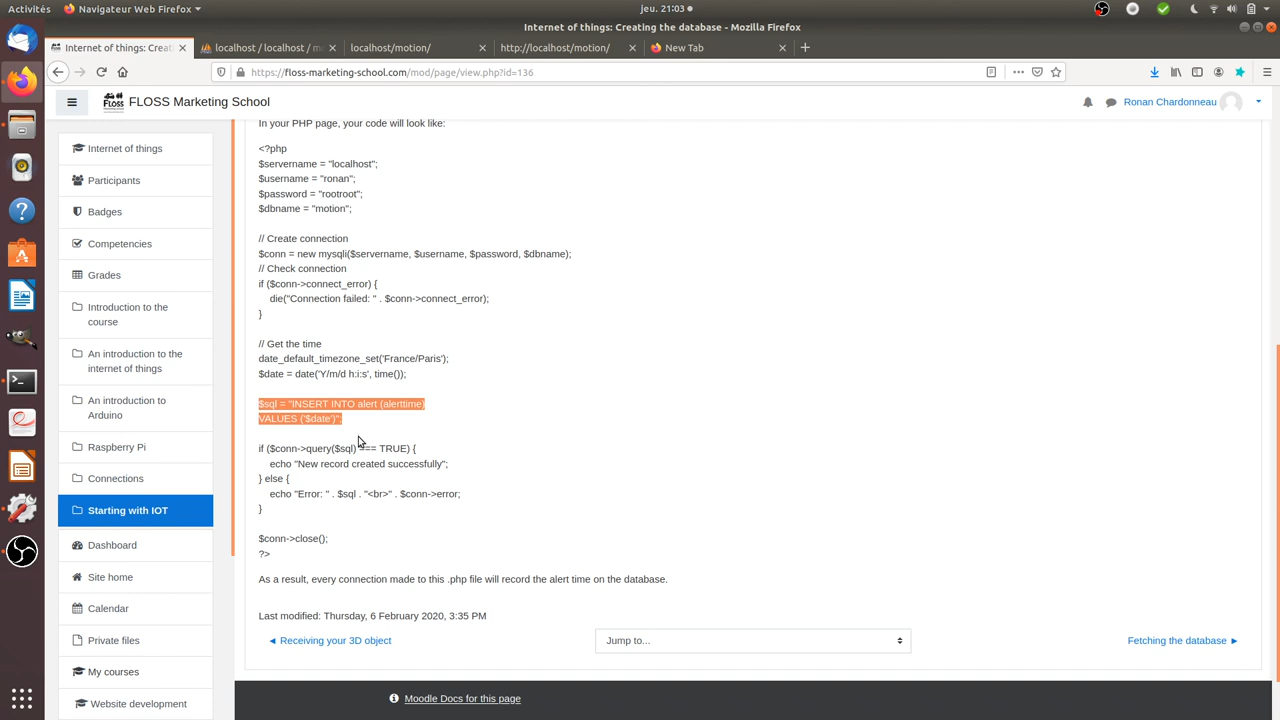 Activités
Navigateur Web Firefox
jeu. 21:03
Internet of things: Creating the database - Mozilla Firefox
Internet of things: Creat
localhost / localhost / m
localhost/motion/
http://localhost/motion/
New Tab
https://floss-marketing-school.com/mod/page/view.php?id=136
Floss
FLOSS Marketing School
Ronan Chardonneau
Internet of things
Participants
Badges
Competencies
Grades
Introduction to the
course
An introduction to the
internet of things
An introduction to
Arduino
Raspberry Pi
Connections
Starting with IOT
Dashboard
Site home
Calendar
Private files
My courses
Website development
In your PHP page, your code will look like:
<?php
$servername = "localhost";
$username = "ronan";
$password = "rootroot";
$dbname = "motion";
// Create connection
$conn = new mysqli($servername, $username, $password, $dbname);
// Check connection
if ($conn->connect_error) {
die("Connection failed: " . $conn->connect_error);
}
// Get the time
date_default_timezone_set('France/Paris');
$date = date('Y/m/d h:i:s', time());
$sql = "INSERT INTO alert (alerttime)
VALUES ('$date')";
if ($conn->query($sql) === TRUE) {
echo "New record created successfully";
} else {
echo "Error: " . $sql . "<br>" . $conn->error;
}
$conn->close();
?>
As a result, every connection made to this .php file will record the alert time on the database.
Last modified: Thursday, 6 February 2020, 3:35 PM
◄ Receiving your 3D object
Jump to...
Fetching the database ►
Moodle Docs for this page